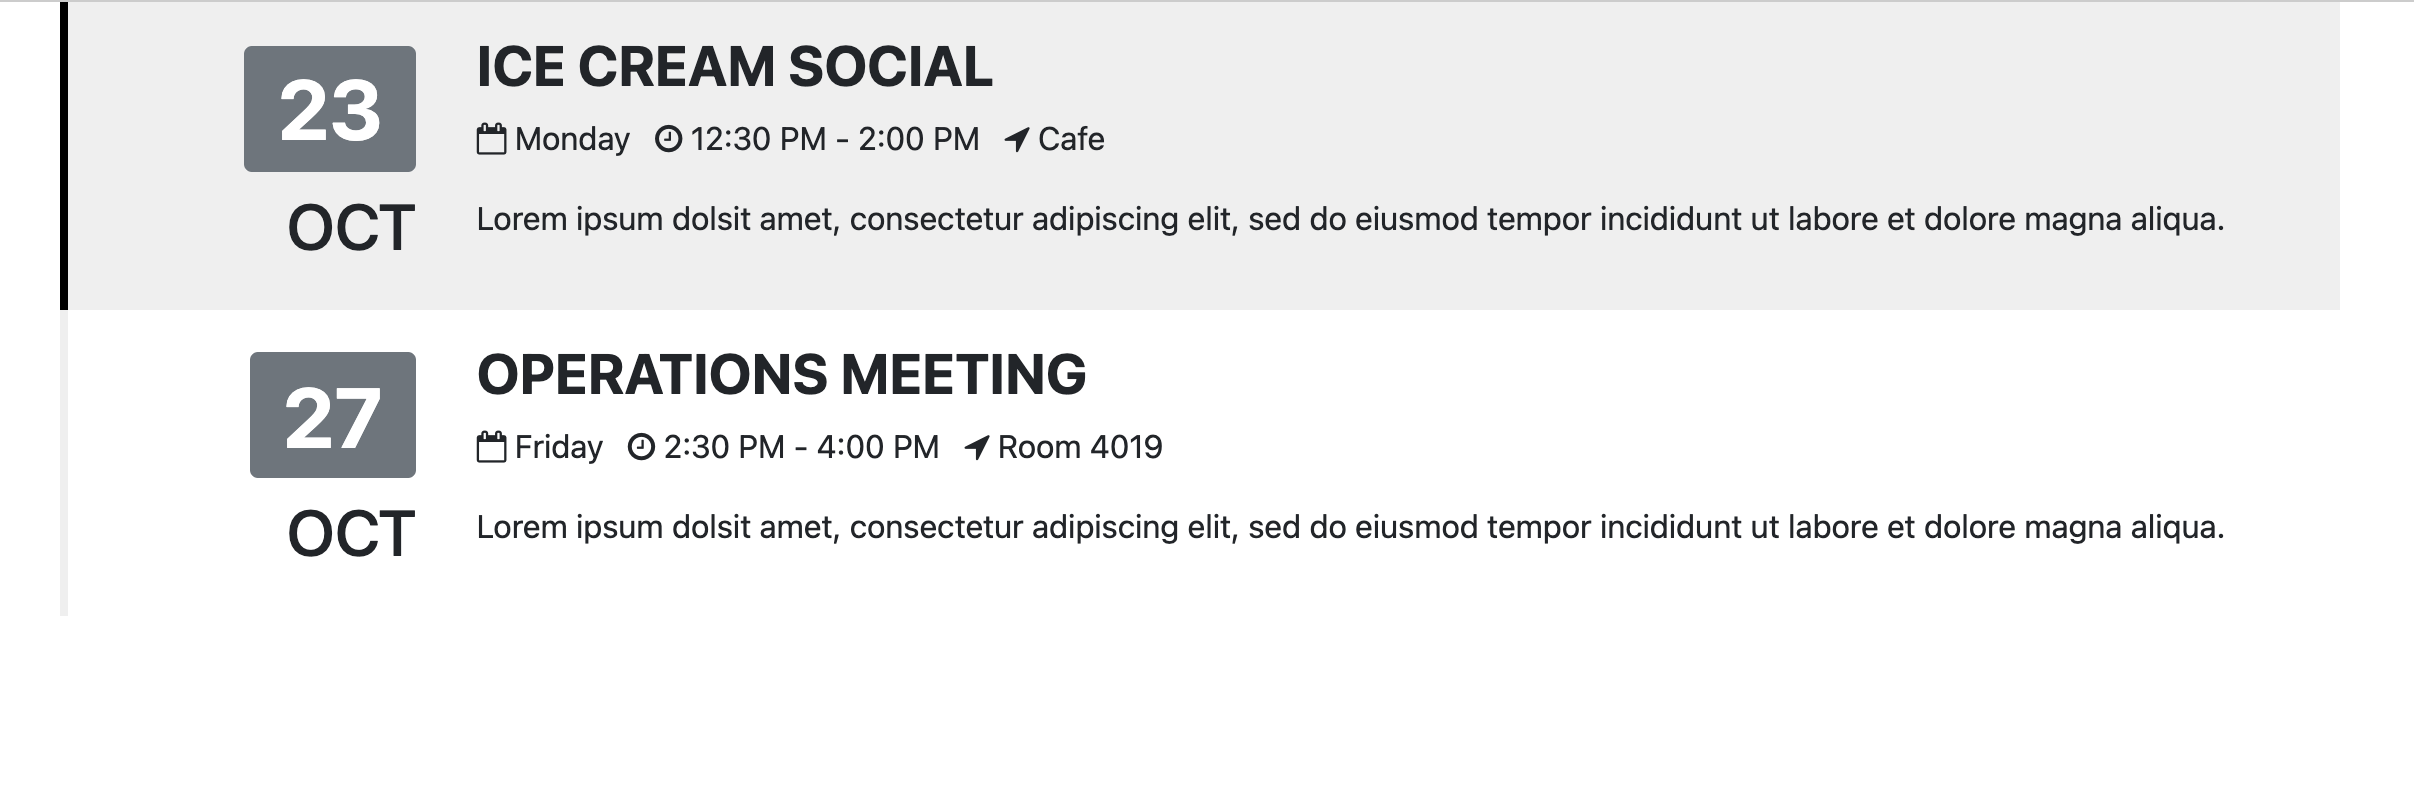 23
OCT
ICE CREAM SOCIAL
Monday 12:30 PM - 2:00 PM Cafe
Lorem ipsum dolsit amet, consectetur adipiscing elit, sed do eiusmod tempor incididunt ut labore et dolore magna aliqua.
27
OCT
OPERATIONS MEETING
Friday 2:30 PM - 4:00 PM Room 4019
Lorem ipsum dolsit amet, consectetur adipiscing elit, sed do eiusmod tempor incididunt ut labore et dolore magna aliqua.